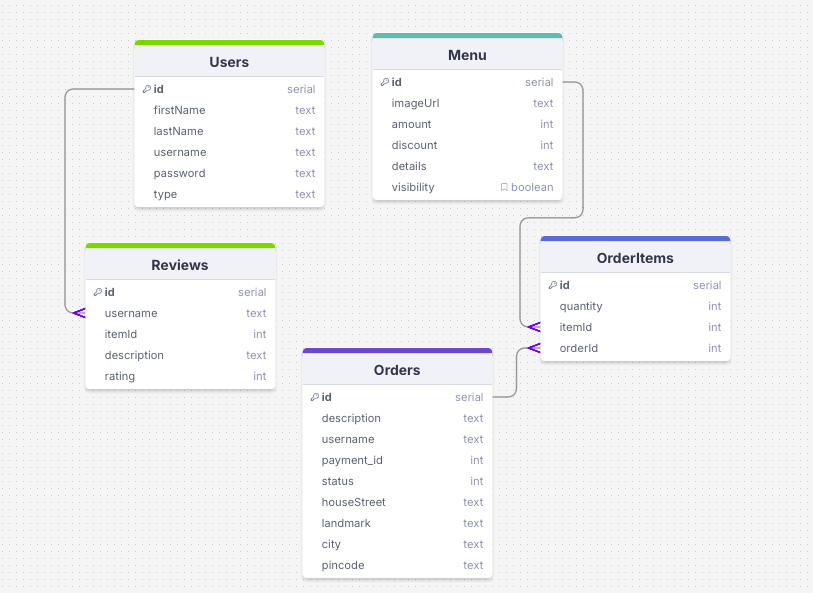 Users
id serial
firstName text
lastName text
username text
password text
type text
Menu
id serial
imageUrl text
amount int
discount int
details text
visibility boolean
Reviews
id serial
username text
itemId int
description text
rating int
OrderItems
id serial
quantity int
itemId int
orderId int
Orders
id serial
description text
username text
payment_id int
status int
houseStreet text
landmark text
city text
pincode text